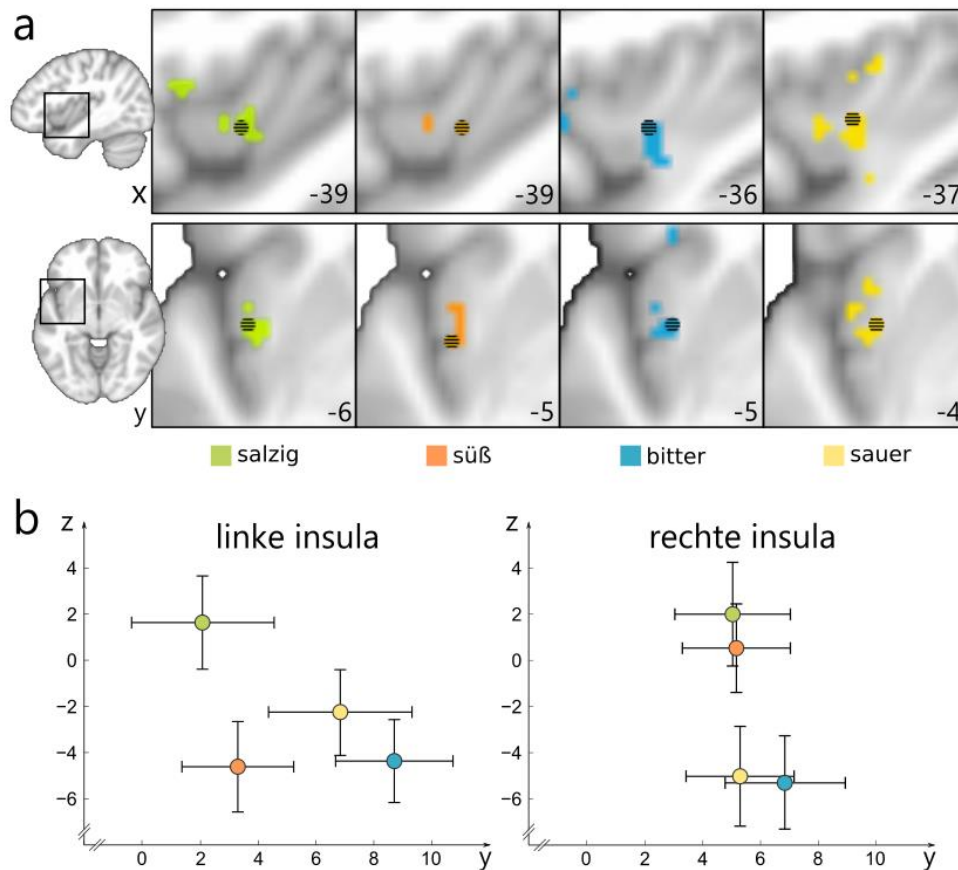 a
x
-39
-39
-36
-37
y
-6
-5
-5
-4
salzig
süß
bitter
sauer
b
z
linke insula
4
2
0
−2
−4
−6
0 2 4 6 8 10 y
z
rechte insula
4
2
0
−2
−4
−6
0 2 4 6 8 10 y